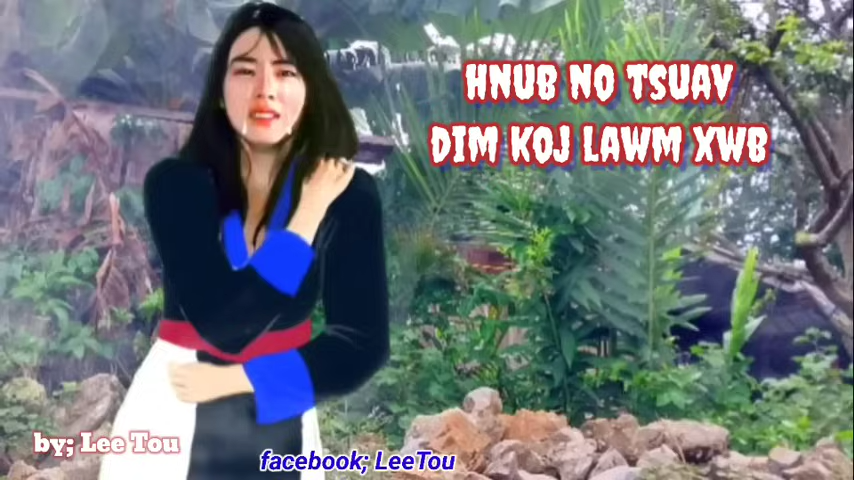 HNUB NO TSUAV
DIM KOJ LAWM XWB
by; Lee Tou
facebook; LeeTou